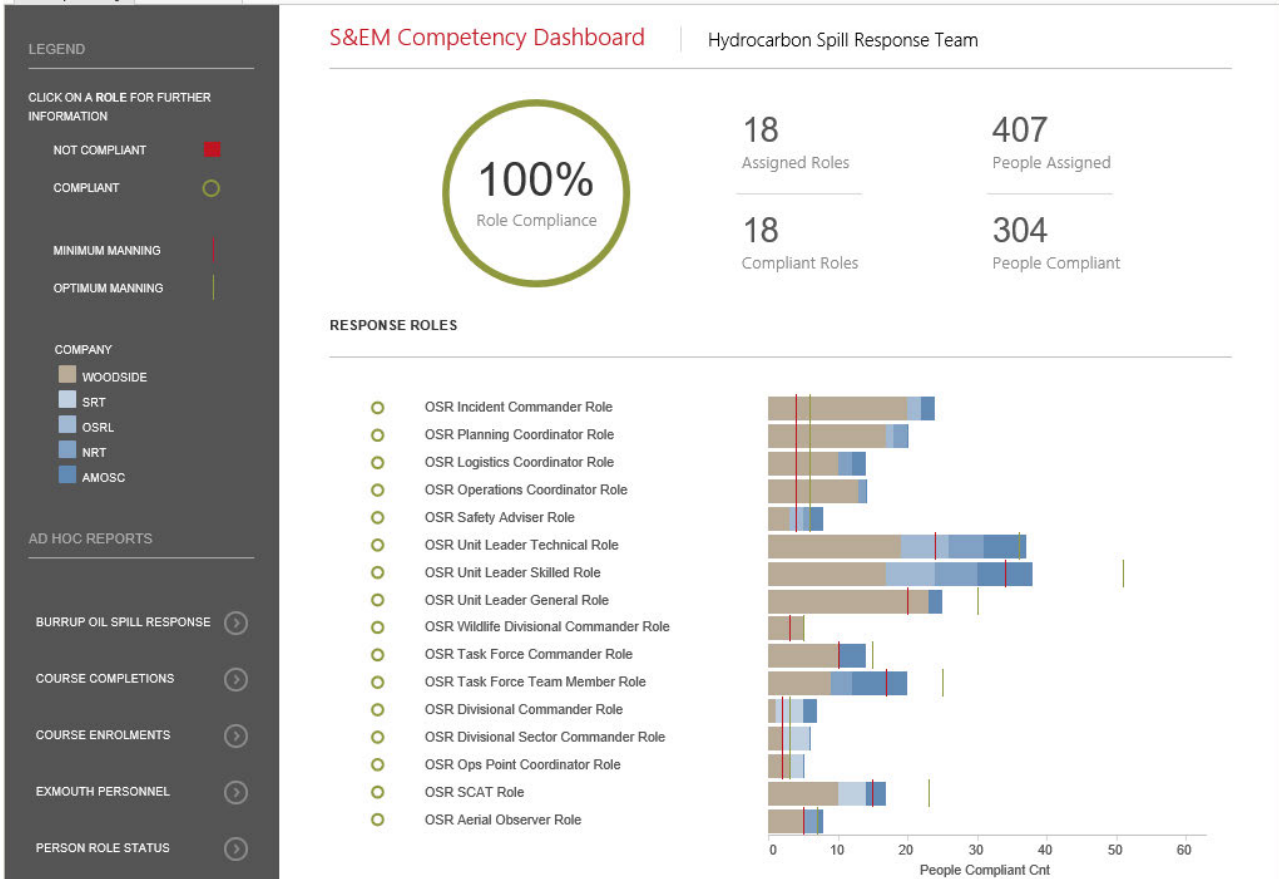 LEGEND
CLICK ON A ROLE FOR FURTHER
INFORMATION
NOT COMPLIANT
COMPLIANT
MINIMUM MANNING
OPTIMUM MANNING
COMPANY
WOODSIDE
SRT
OSRL
NRT
AMOSC
AD HOC REPORTS
BURRUP OIL SPILL RESPONSE
COURSE COMPLETIONS
COURSE ENROLMENTS
EXMOUTH PERSONNEL
PERSON ROLE STATUS
S&EM Competency Dashboard
Hydrocarbon Spill Response Team
100%
Role Compliance
18
Assigned Roles
407
People Assigned
18
Compliant Roles
304
People Compliant
RESPONSE ROLES
OSR Incident Commander Role
OSR Planning Coordinator Role
OSR Logistics Coordinator Role
OSR Operations Coordinator Role
OSR Safety Adviser Role
OSR Unit Leader Technical Role
OSR Unit Leader Skilled Role
OSR Unit Leader General Role
OSR Wildlife Divisional Commander Role
OSR Task Force Commander Role
OSR Task Force Team Member Role
OSR Divisional Commander Role
OSR Divisional Sector Commander Role
OSR Ops Point Coordinator Role
OSR SCAT Role
OSR Aerial Observer Role
0 10 20 30 40 50 60
People Compliant Cnt